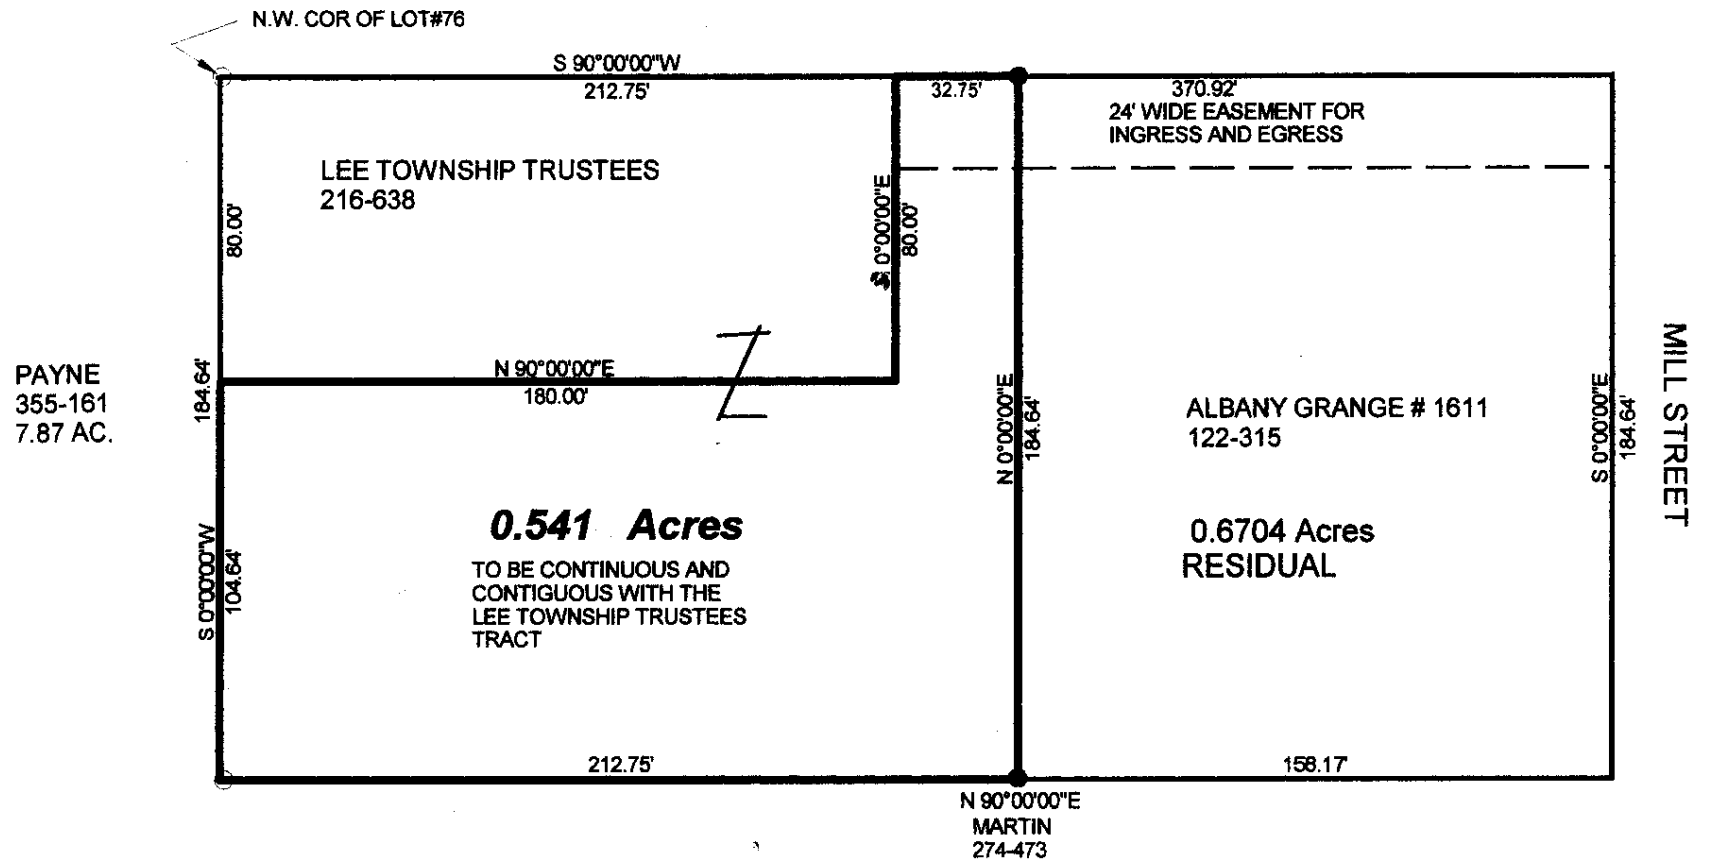 N.W. COR OF LOT#76
S 90°00'00"W
212.75'
32.75'
370.92'
24' WIDE EASEMENT FOR
INGRESS AND EGRESS
LEE TOWNSHIP TRUSTEES
216-638
80.00'
S 0°00'00"E
80.00'
N 90°00'00"E
180.00'
PAYNE
355-161
7.87 AC.
184.64'
N 0°00'00"E
184.64'
ALBANY GRANGE # 1611
122-315
S 0°00'00"E
184.64'
MILL STREET
0.541 Acres
TO BE CONTINUOUS AND
CONTIGUOUS WITH THE
LEE TOWNSHIP TRUSTEES
TRACT
0.6704 Acres
RESIDUAL
S 0°00'00"W
104.64'
212.75'
158.17'
N 90°00'00"E
MARTIN
274-473